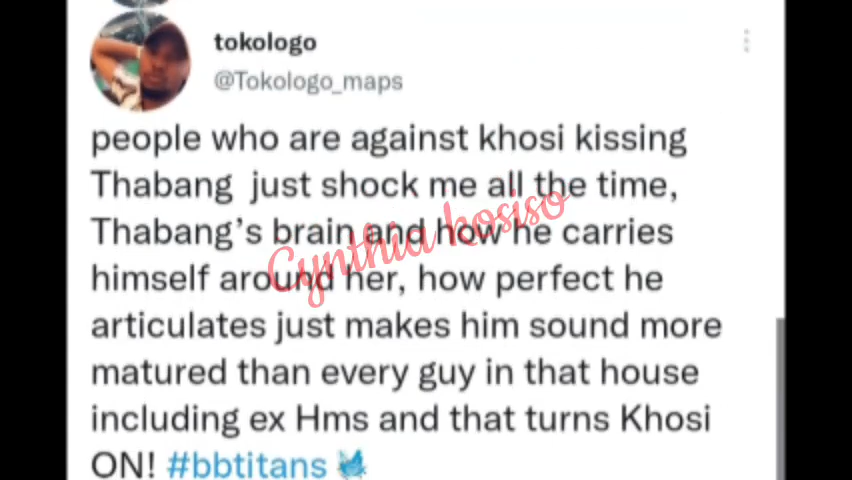 tokologo
@Tokologo_maps
people who are against khosi kissing
Thabang just shock me all the time,
Thabang's brain and how he carries
himself around her, how perfect he
articulates just makes him sound more
matured than every guy in that house
including ex Hms and that turns Khosi
ON! #bbtitans
Cynthia kosiso